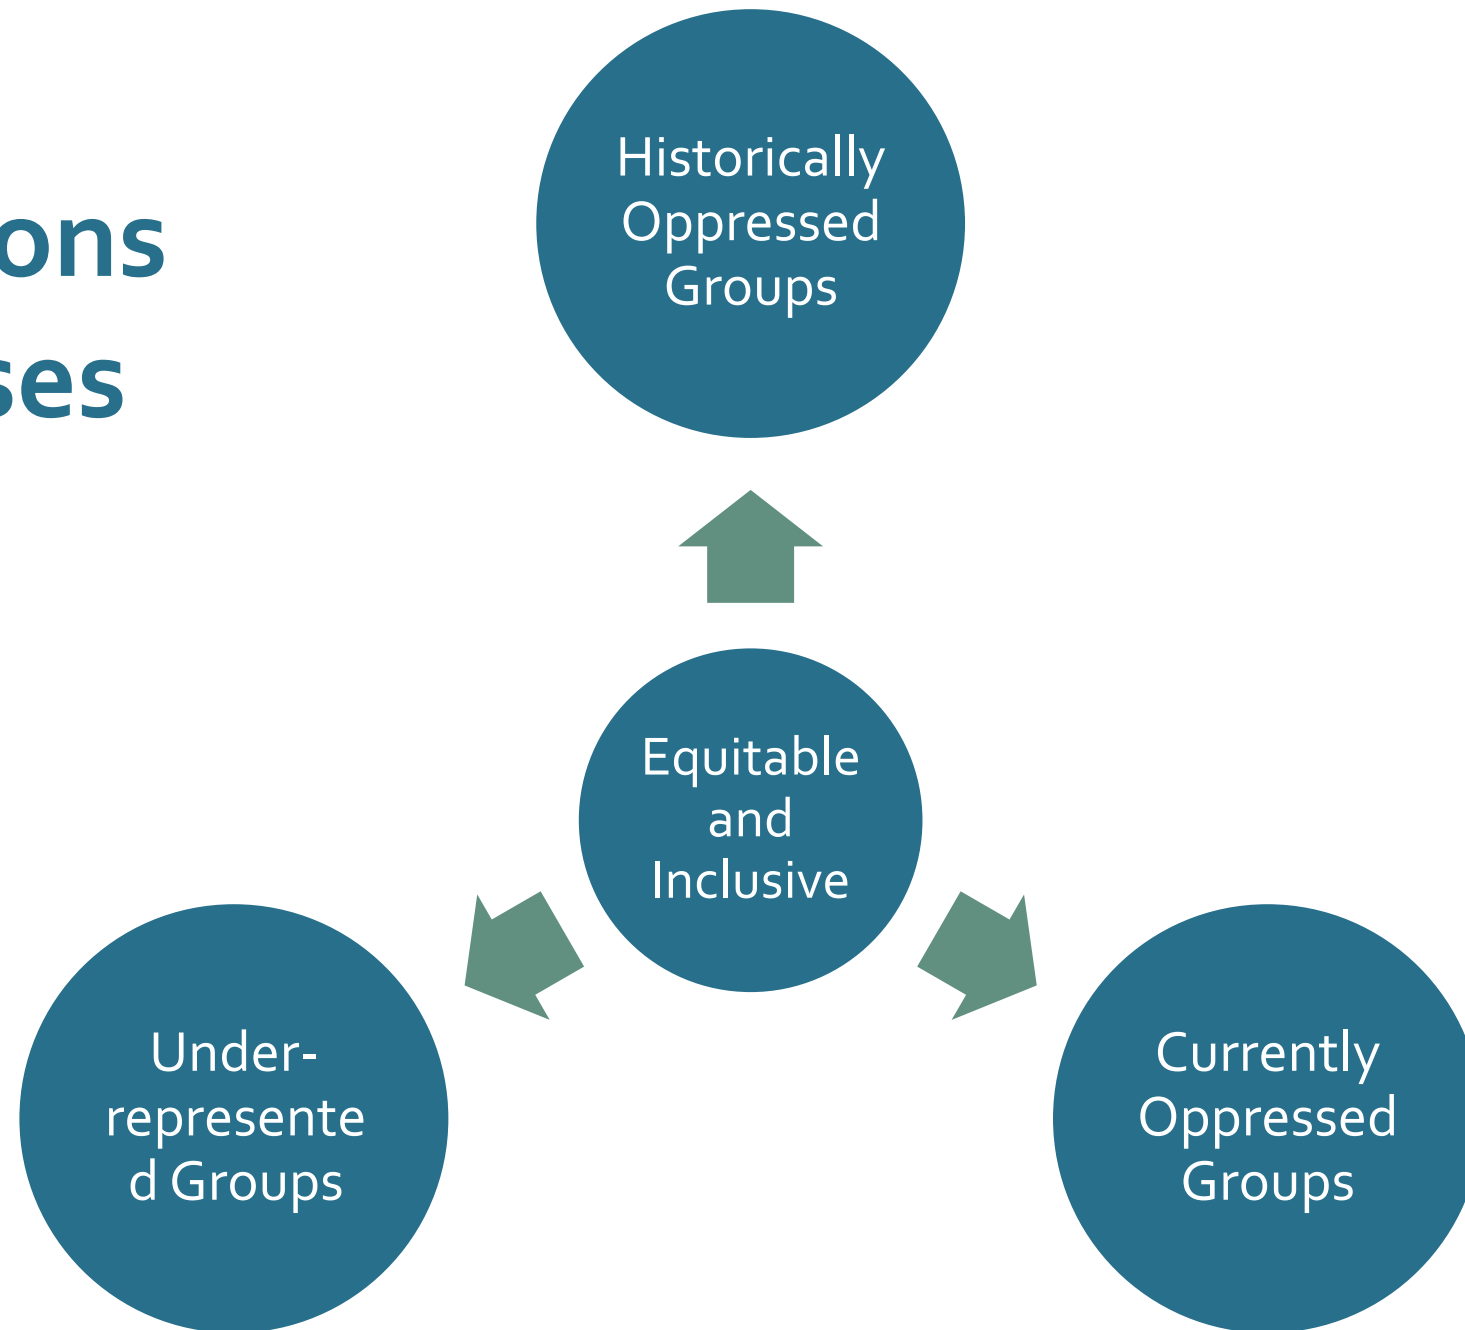 ons
ses
Historically
Oppressed
Groups
Equitable
and
Inclusive
Under-
represente
d Groups
Currently
Oppressed
Groups